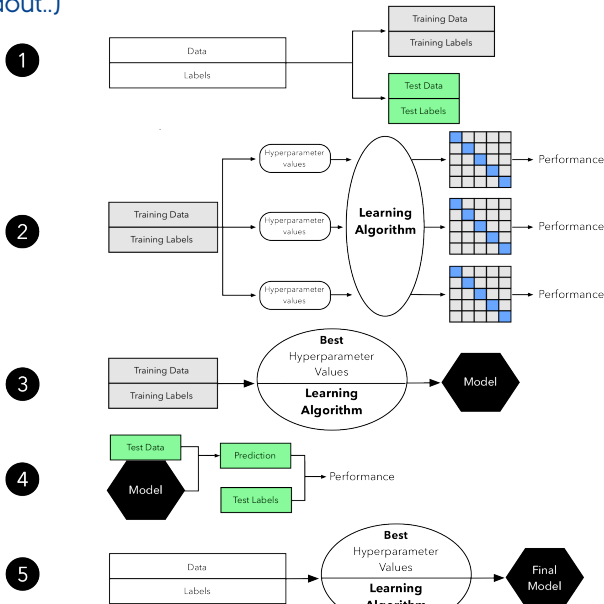 dout..)
1
Data
Labels
Training Data
Training Labels
Test Data
Test Labels
2
Training Data
Training Labels
Hyperparameter
values
Hyperparameter
values
Hyperparameter
values
Learning
Algorithm
Performance
Performance
Performance
3
Training Data
Training Labels
Best
Hyperparameter
Values
Learning
Algorithm
Model
4
Test Data
Model
Prediction
Test Labels
Performance
5
Data
Labels
Best
Hyperparameter
Values
Learning
Algorithm
Final
Model